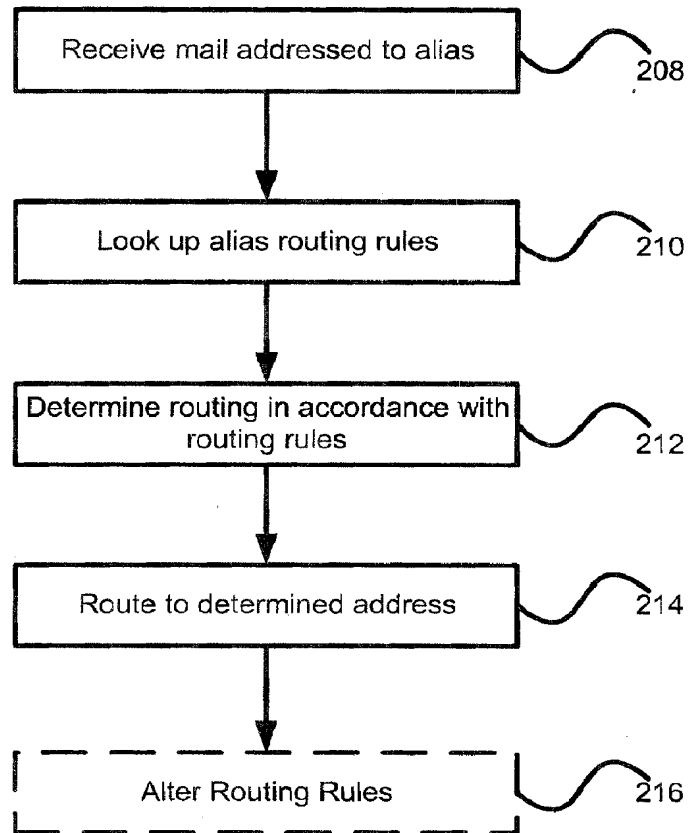 Receive mail addressed to alias
208
Look up alias routing rules
210
Determine routing in accordance with
routing rules
212
Route to determined address
214
Alter Routing Rules
216